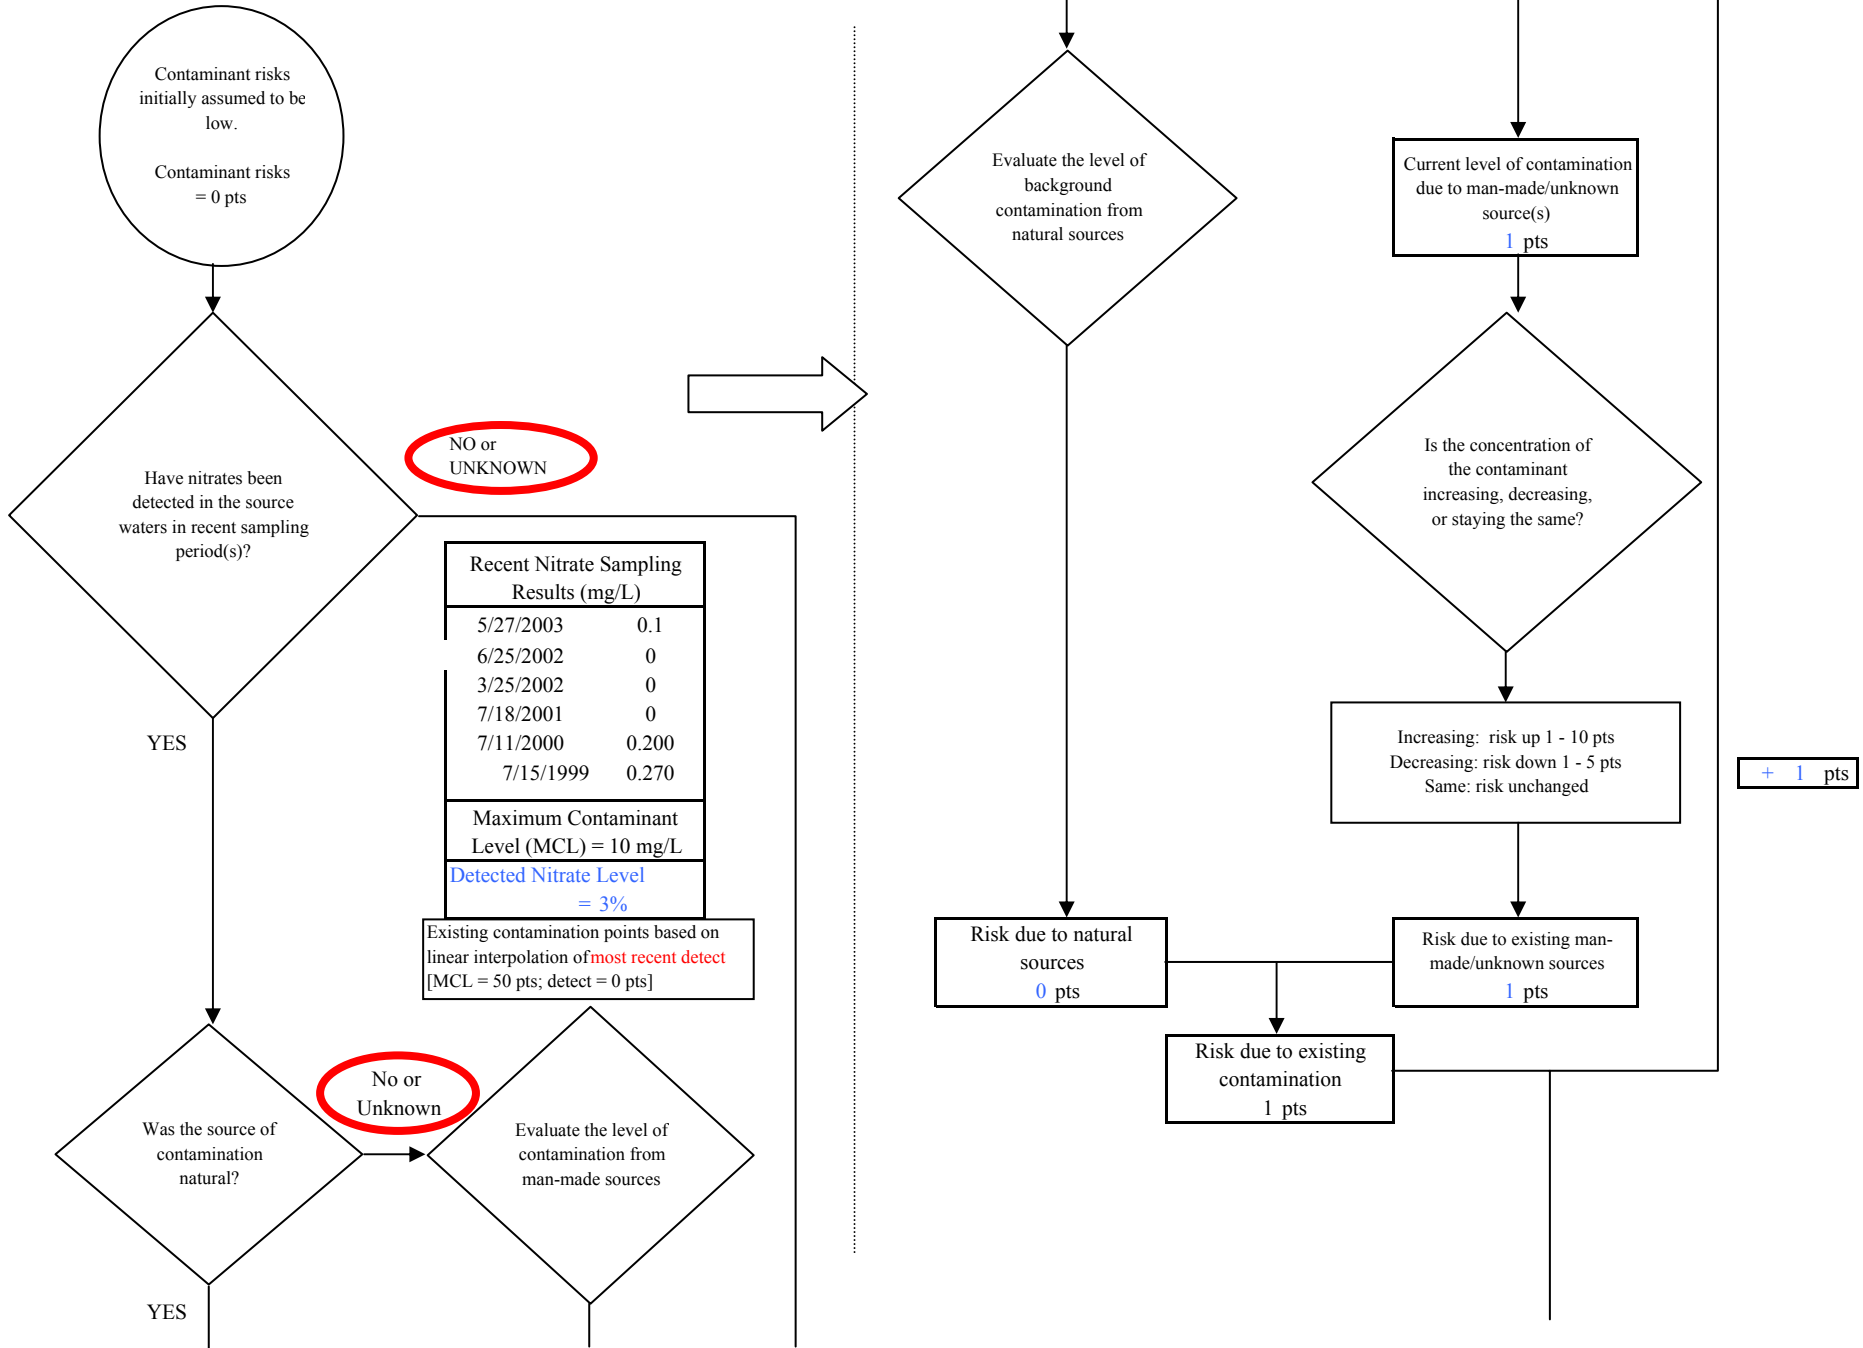 Contaminant risks
initially assumed to be
low.
Contaminant risks
= 0 pts
Have nitrates been
detected in the source
waters in recent sampling
period(s)?
NO or
UNKNOWN
YES
Recent Nitrate Sampling
Results (mg/L)
5/27/2003 0.1
6/25/2002 0
3/25/2002 0
7/18/2001 0
7/11/2000 0.200
7/15/1999 0.270
Maximum Contaminant
Level (MCL) = 10 mg/L
Detected Nitrate Level
= 3%
Existing contamination points based on
linear interpolation of most recent detect
[MCL = 50 pts; detect = 0 pts]
Was the source of
contamination
natural?
No or
Unknown
YES
Evaluate the level of
contamination from
man-made sources
Evaluate the level of
background
contamination from
natural sources
Current level of contamination
due to man-made/unknown
source(s)
1 pts
Is the concentration of
the contaminant
increasing, decreasing,
or staying the same?
Increasing: risk up 1 - 10 pts
Decreasing: risk down 1 - 5 pts
Same: risk unchanged
+ 1 pts
Risk due to natural
sources
0 pts
Risk due to existing man-
made/unknown sources
1 pts
Risk due to existing
contamination
1 pts